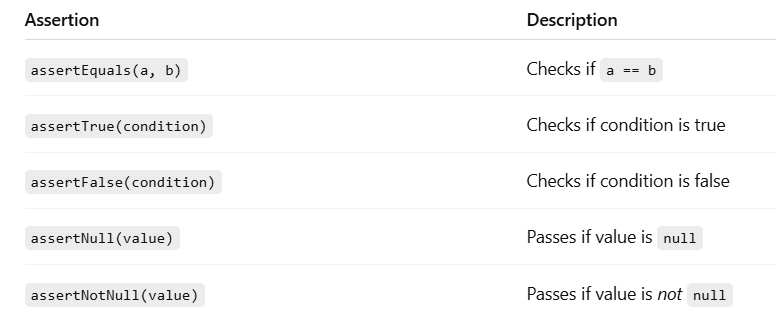 Assertion Description
assertEquals(a, b) Checks if a == b
assertTrue(condition) Checks if condition is true
assertFalse(condition) Checks if condition is false
assertNull(value) Passes if value is null
assertNotNull(value) Passes if value is not null